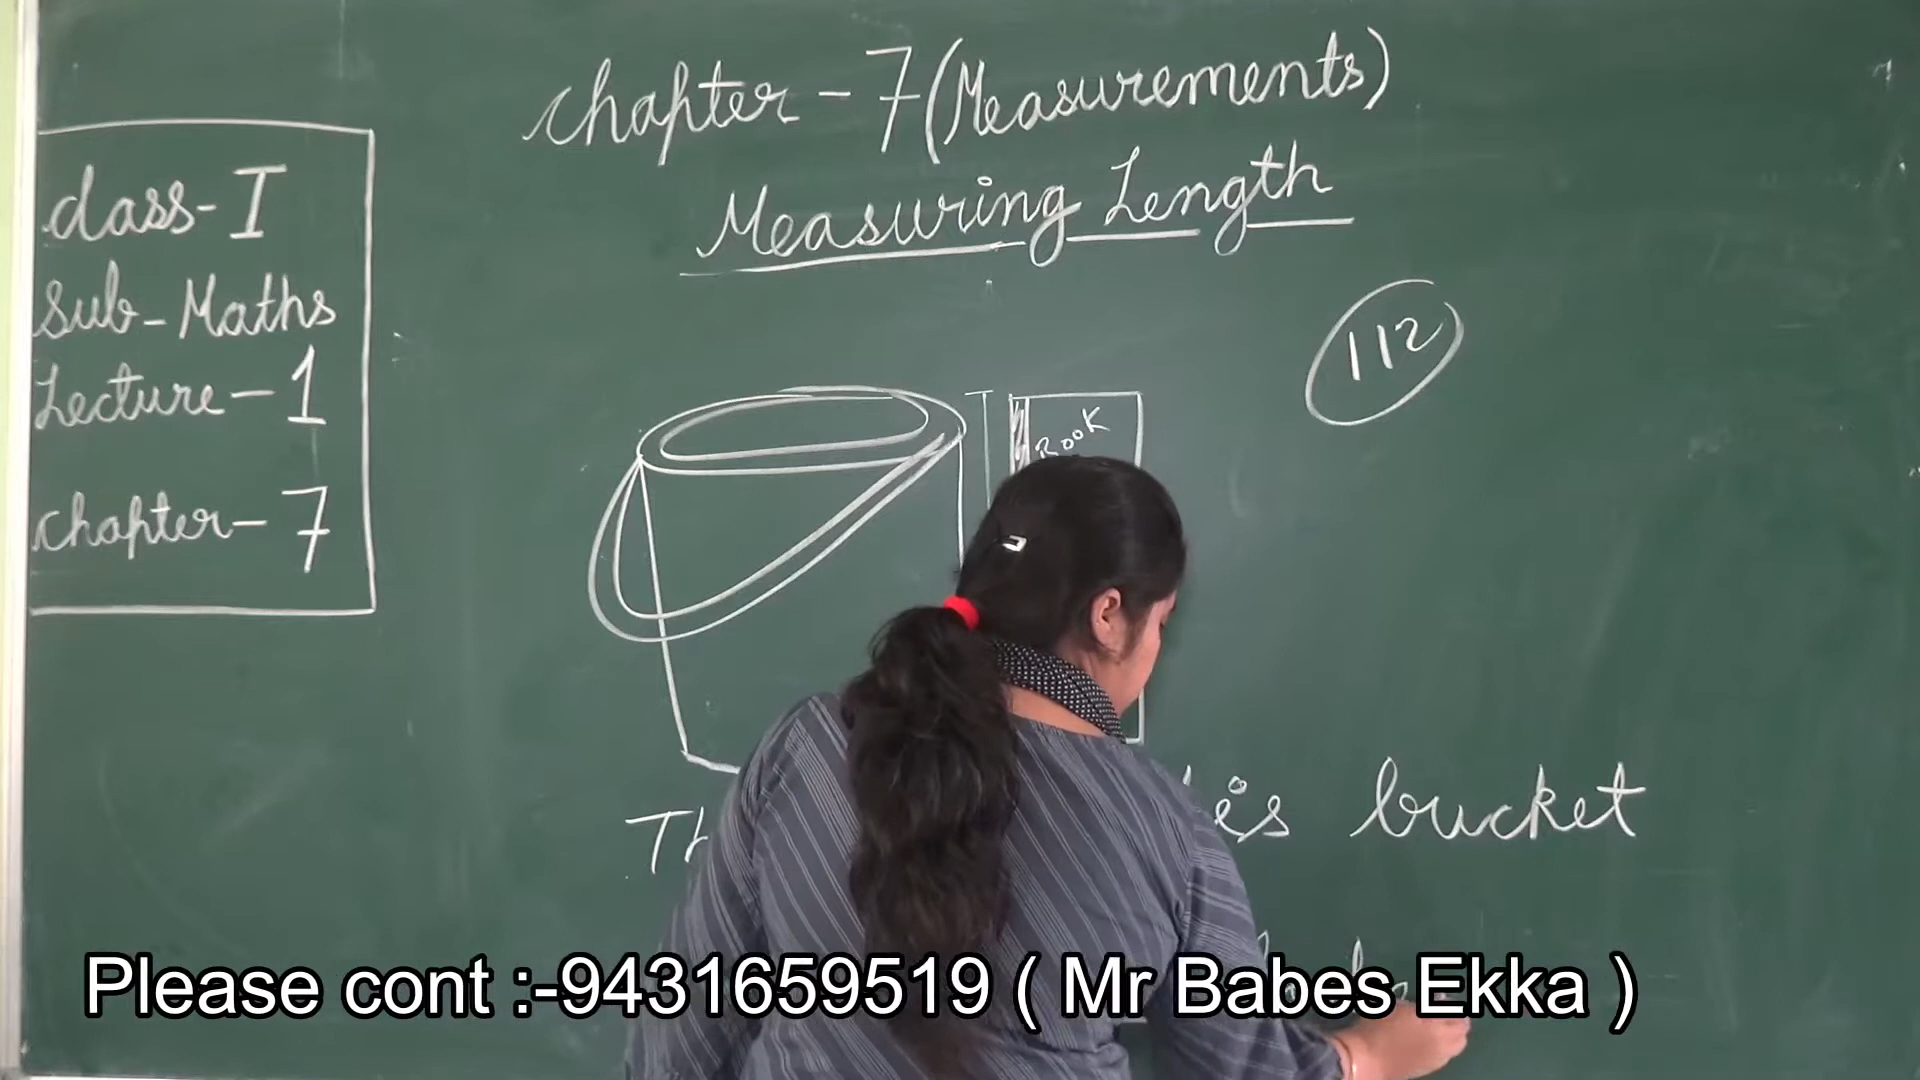 Chapter - 7 (Measurements)
Measuring Length
Class - I
Sub - Maths
Lecture - 1
Chapter - 7
112
Book
is bucket
Please cont :-9431659519 ( Mr Babes Ekka )